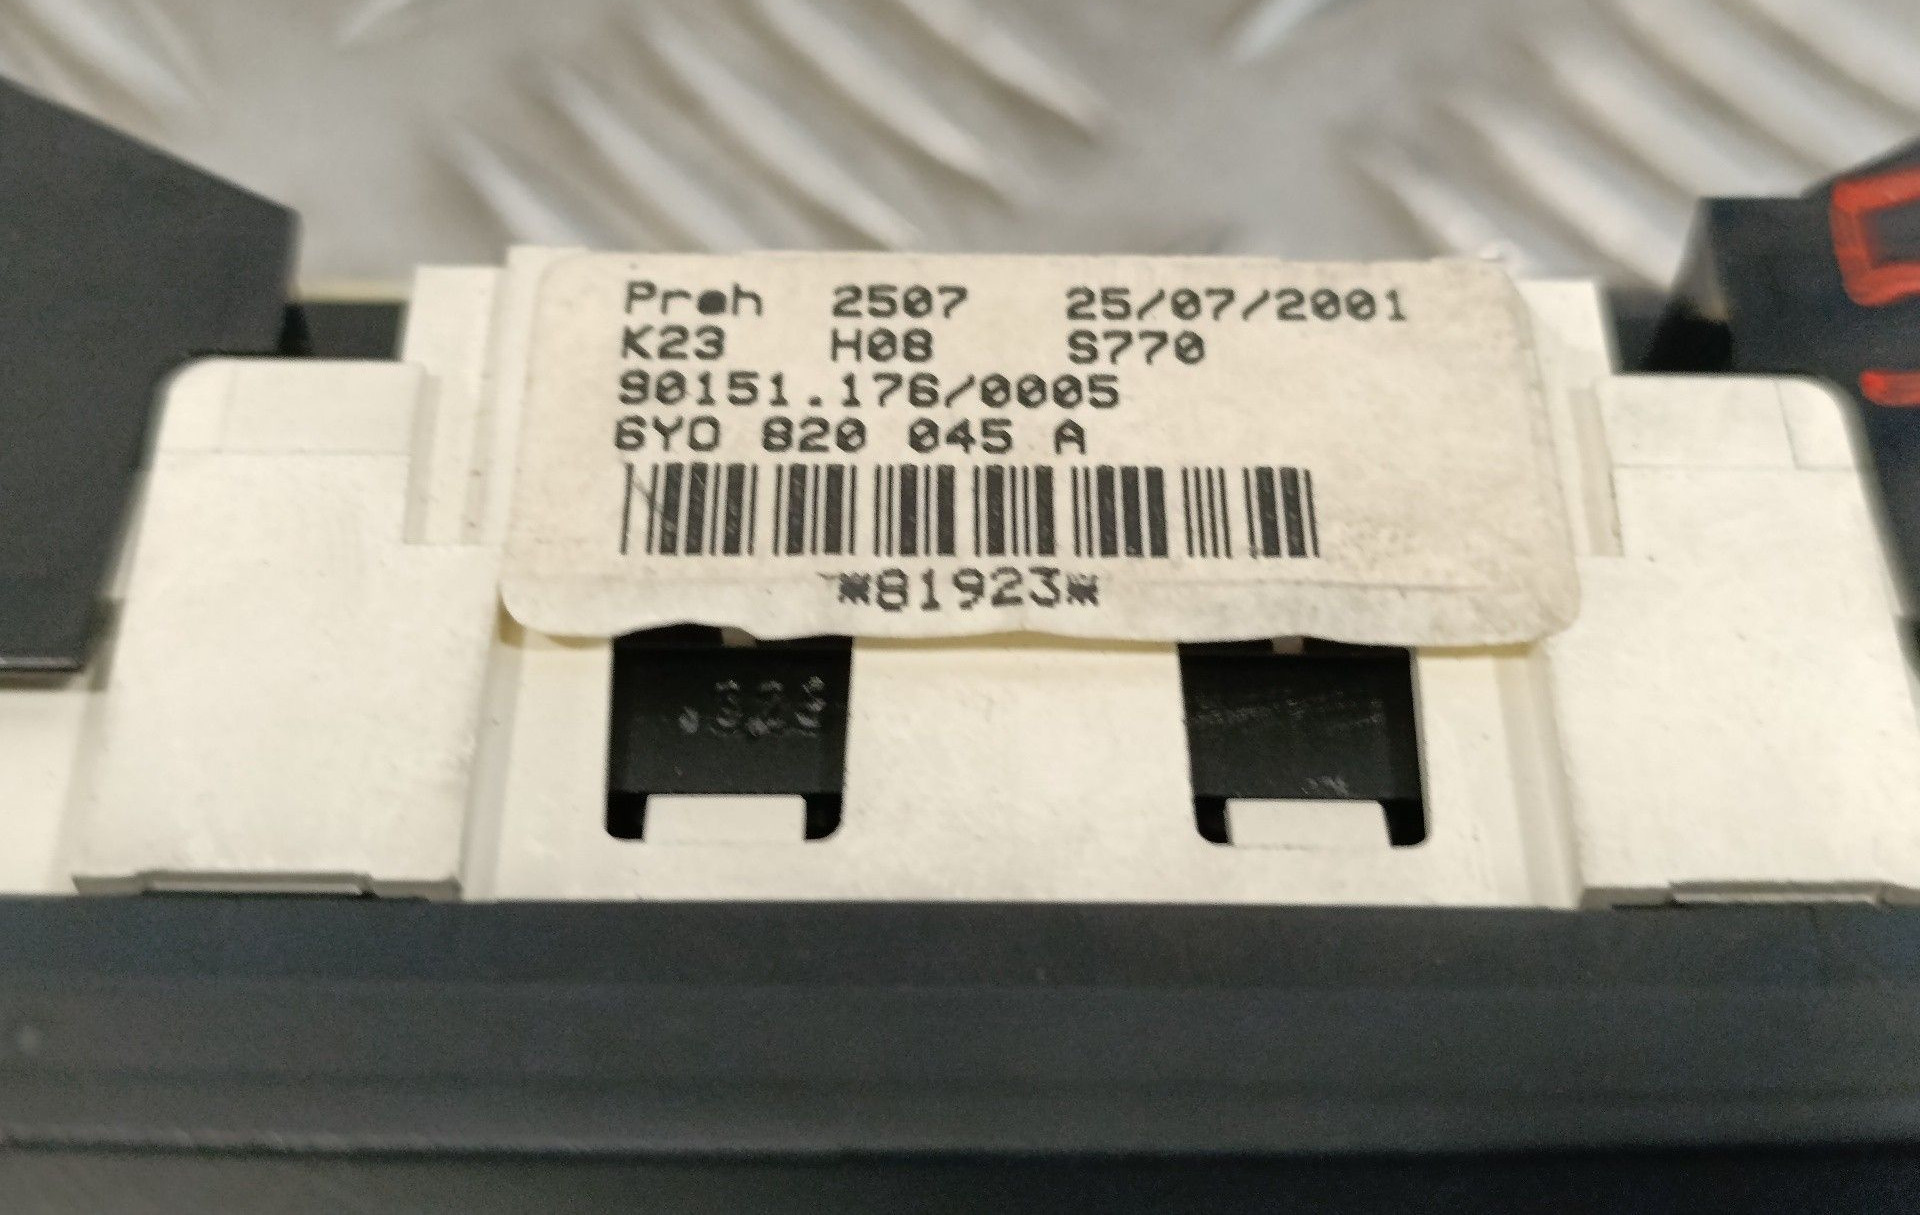 Preh 2507 25/07/2001
K23 H08 S770
90151.176/0005
6Y0 820 045 A
*81923*